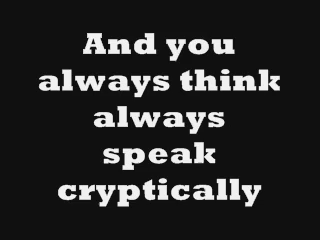 And you
always think
always
speak
cryptically